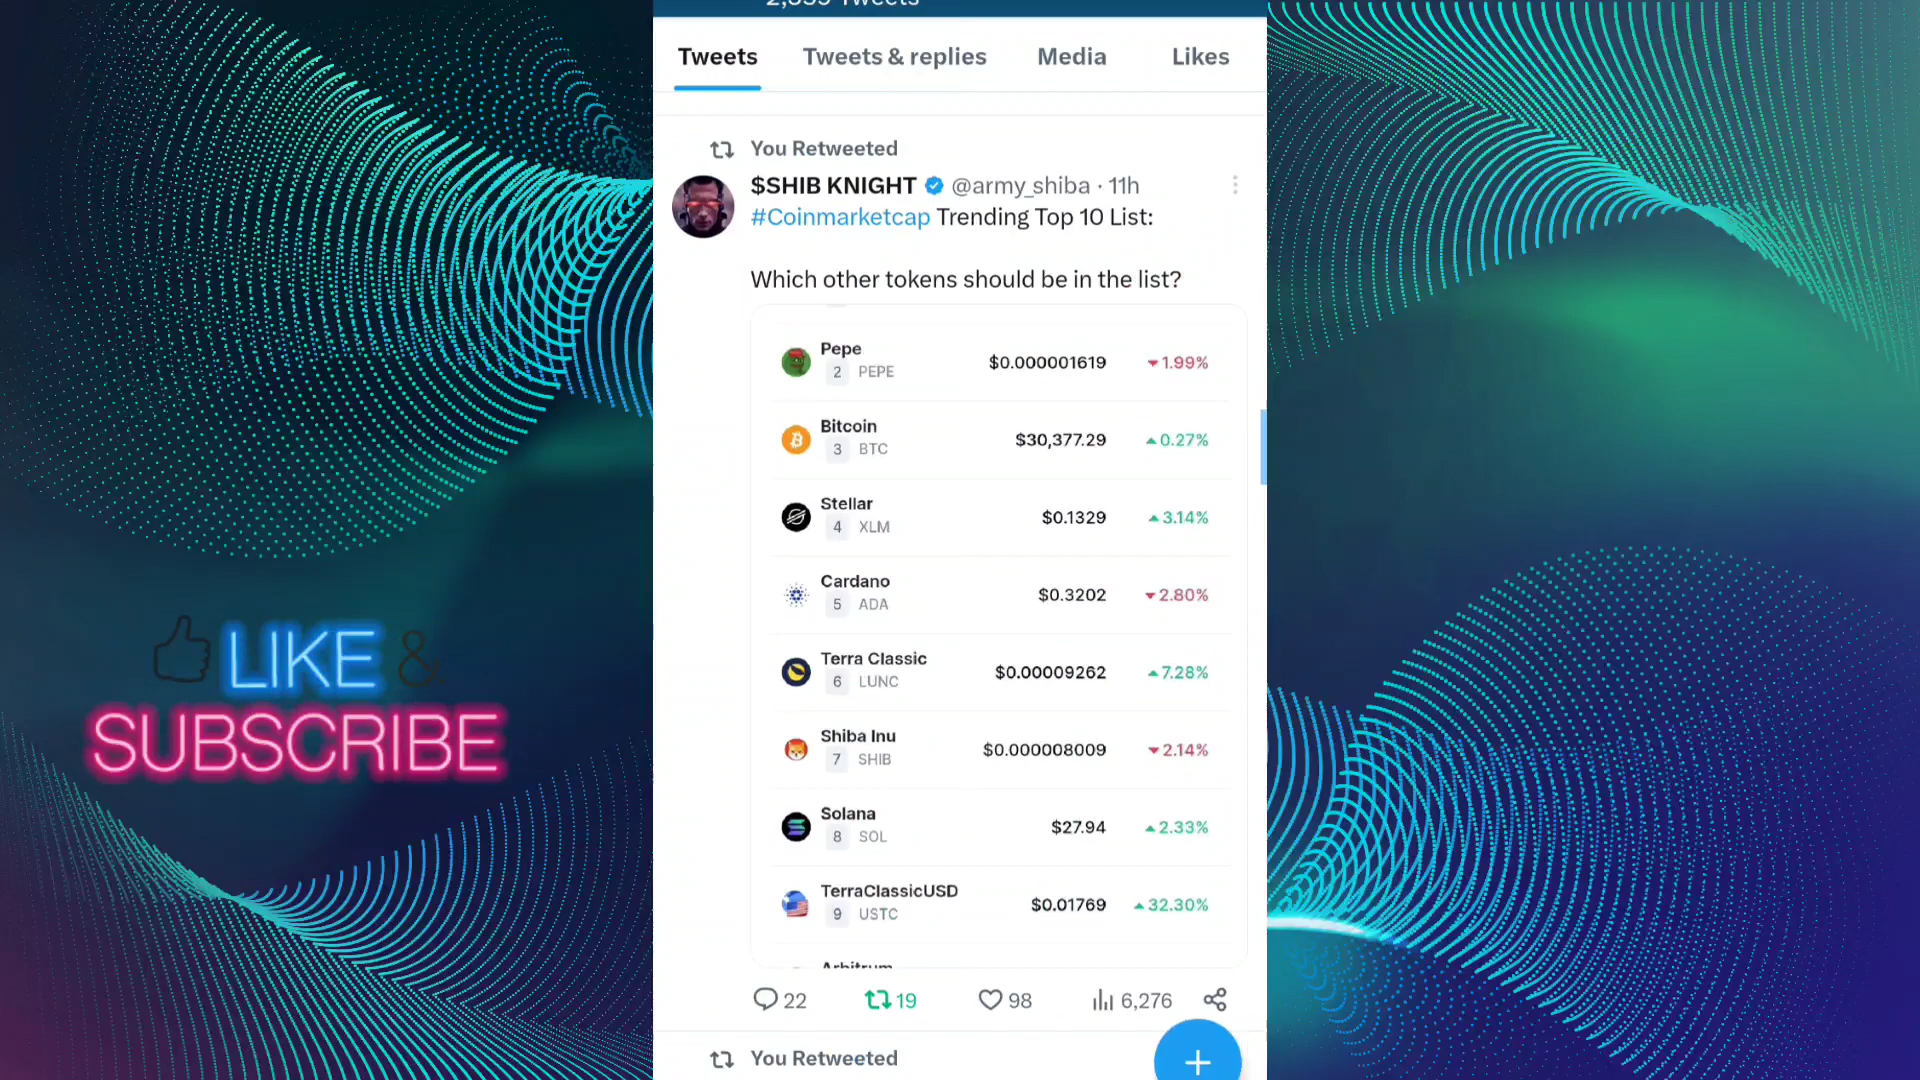 2,839 Tweets
Tweets Tweets & replies Media Likes
You Retweeted
$SHIB KNIGHT @army_shiba · 11h
#Coinmarketcap Trending Top 10 List:
Which other tokens should be in the list?
Pepe
2 PEPE
$0.000001619
1.99%
Bitcoin
3 BTC
$30,377.29
0.27%
Stellar
4 XLM
$0.1329
3.14%
Cardano
5 ADA
$0.3202
2.80%
Terra Classic
6 LUNC
$0.00009262
7.28%
Shiba Inu
7 SHIB
$0.000008009
2.14%
Solana
8 SOL
$27.94
2.33%
TerraClassicUSD
9 USTC
$0.01769
32.30%
Arbitrum
22 19 98 6,276
You Retweeted
LIKE &
SUBSCRIBE